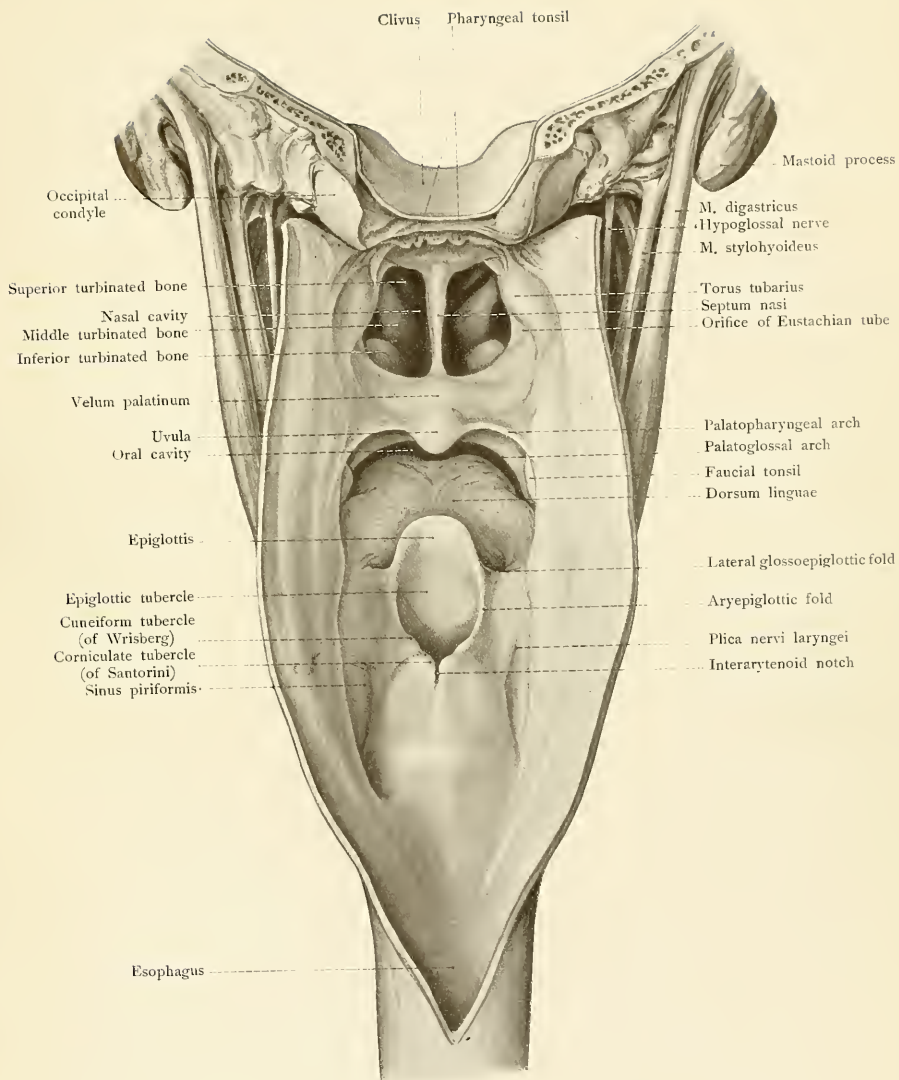 Clivus Pharyngeal tonsil
Mastoid process
Occipital
condyle
M. digastricus
Hypoglossal nerve
M. stylohyoideus
Superior turbinated bone
Nasal cavity
Middle turbinated bone
Inferior turbinated bone
Torus tubarius
Septum nasi
Orifice of Eustachian tube
Velum palatinum
Uvula
Oral cavity
Palatopharyngeal arch
Palatoglossal arch
Faucial tonsil
Dorsum linguae
Epiglottis
Lateral glossoepiglottic fold
Epiglottic tubercle
Cuneiform tubercle
(of Wrisberg)
Corniculate tubercle
(of Santorini)
Sinus piriformis
Aryepiglottic fold
Plica nervi laryngei
Interarytenoid notch
Esophagus